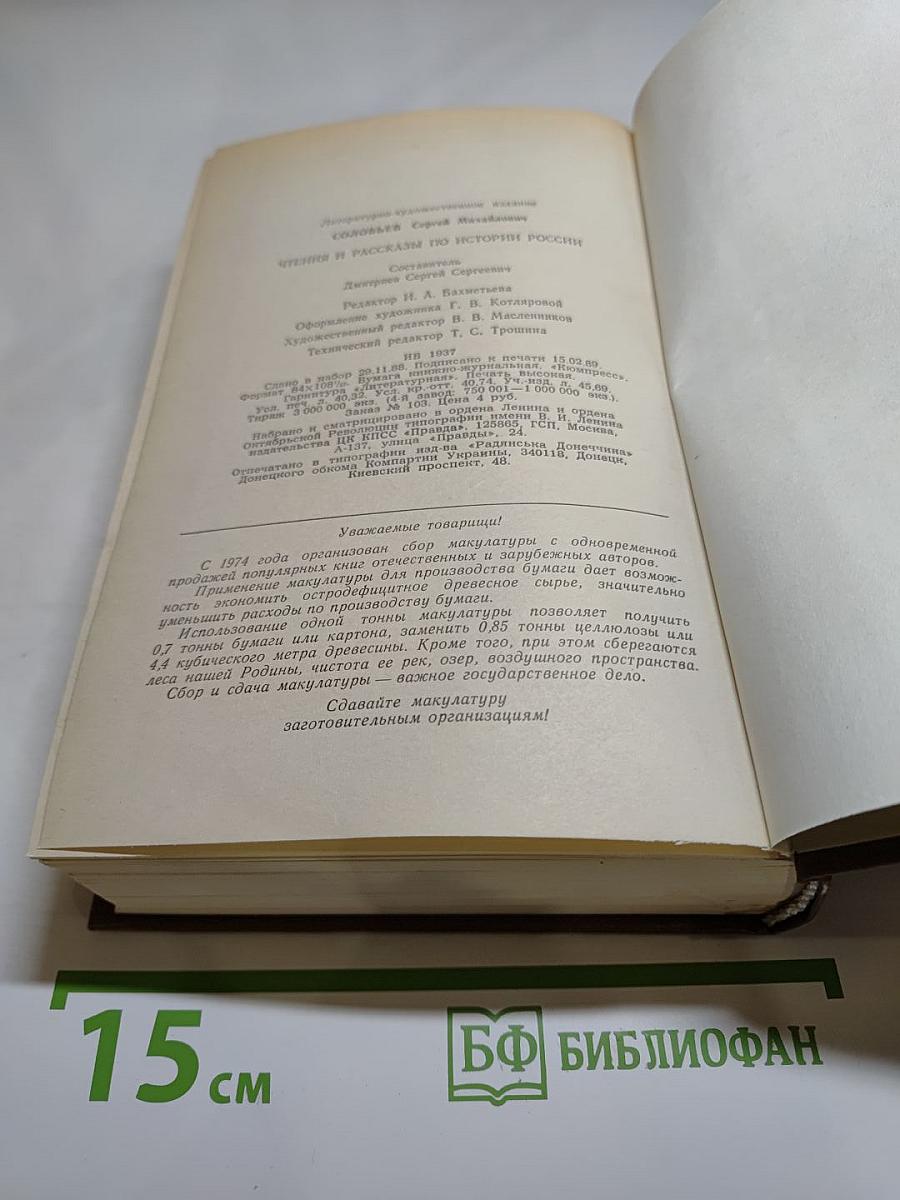 Литературно-художественное издание
СОЛОВЬЕВ Сергей Михайлович
ЧТЕНИЯ И РАССКАЗЫ ПО ИСТОРИИ РОССИИ
Составитель
Дмитриев Сергей Сергеевич
Редактор И. А. Бахметьева
Оформление художника Г. В. Котляровой
Художественный редактор В. В. Масленников
Технический редактор Т. С. Трошина
ИБ 1937
Сдано в набор 29.11.88. Подписано к печати 15.02.89.
Формат 84×108¹/₃₂. Бумага книжно-журнальная. «Кюмпресс».
Гарнитура «Литературная». Печать высокая.
Усл. печ. л. 40,32. Усл. кр.-отт. 40,74. Уч.-изд. л. 45,69.
Тираж 3 000 000 экз. (4-й завод: 750 001—1 000 000 экз.).
Заказ № 103. Цена 4 руб.
Набрано и сматрицировано в ордена Ленина и ордена
Октябрьской Революции типографии имени В. И. Ленина
издательства ЦК КПСС «Правда», 125865, ГСП, Москва,
А-137, улица «Правды», 24.
Отпечатано в типографии изд-ва «Радянська Донеччина»
Донецкого обкома Компартии Украины, 340118, Донецк,
Киевский проспект, 48.
Уважаемые товарищи!
С 1974 года организован сбор макулатуры с одновременной
продажей популярных книг отечественных и зарубежных авторов.
Применение макулатуры для производства бумаги дает возмож-
ность экономить остродефицитное древесное сырье, значительно
уменьшить расходы по производству бумаги.
Использование одной тонны макулатуры позволяет получить
0,7 тонны бумаги или картона, заменить 0,85 тонны целлюлозы или
4,4 кубического метра древесины. Кроме того, при этом сберегаются
леса нашей Родины, чистота ее рек, озер, воздушного пространства.
Сбор и сдача макулатуры — важное государственное дело.
Сдавайте макулатуру
заготовительным организациям!
15 см
БФ БИБЛИОФАН